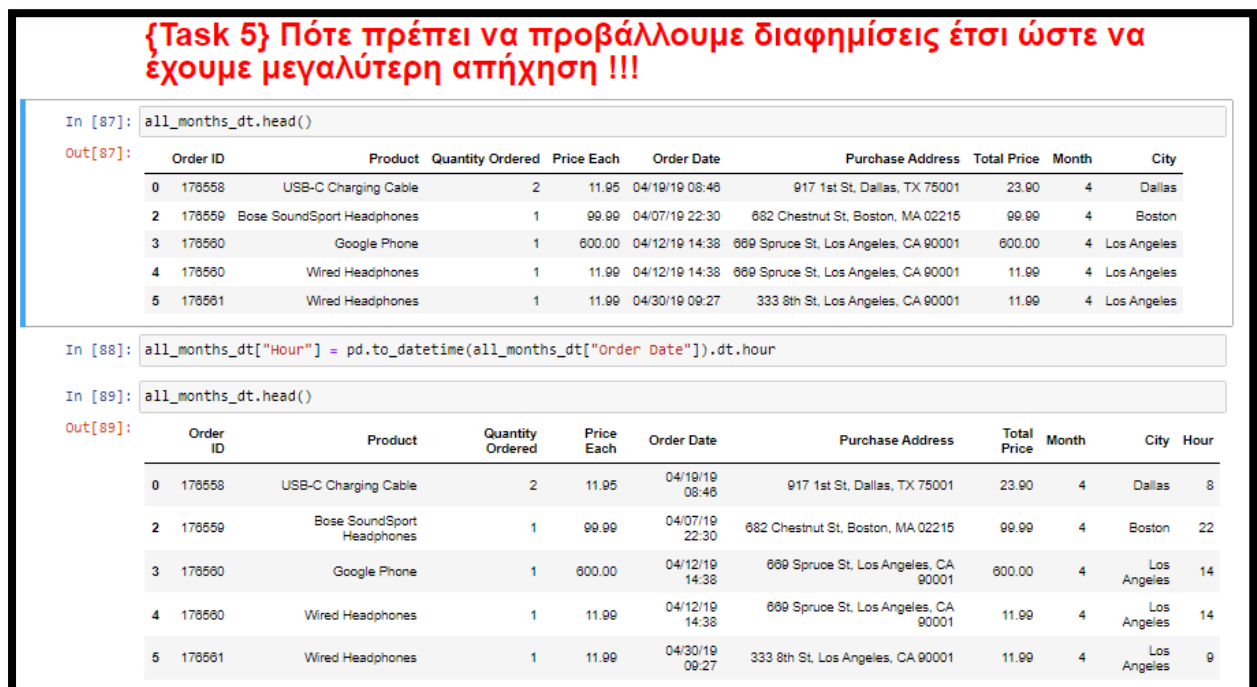 {Task 5} Πότε πρέπει να προβάλλουμε διαφημίσεις έτσι ώστε να
έχουμε μεγαλύτερη απήχηση !!!
In [87]: all_months_dt.head()
Out[87]:
Order ID Product Quantity Ordered Price Each Order Date Purchase Address Total Price Month City
0 176558 USB-C Charging Cable 2 11.95 04/19/19 08:46 917 1st St, Dallas, TX 75001 23.90 4 Dallas
2 176559 Bose SoundSport Headphones 1 99.99 04/07/19 22:30 682 Chestnut St, Boston, MA 02215 99.99 4 Boston
3 176560 Google Phone 1 600.00 04/12/19 14:38 669 Spruce St, Los Angeles, CA 90001 600.00 4 Los Angeles
4 176560 Wired Headphones 1 11.99 04/12/19 14:38 669 Spruce St, Los Angeles, CA 90001 11.99 4 Los Angeles
5 176561 Wired Headphones 1 11.99 04/30/19 09:27 333 8th St, Los Angeles, CA 90001 11.99 4 Los Angeles
In [88]: all_months_dt["Hour"] = pd.to_datetime(all_months_dt["Order Date"]).dt.hour
In [89]: all_months_dt.head()
Out[89]:
Order ID Product Quantity Ordered Price Each Order Date Purchase Address Total Price Month City Hour
0 176558 USB-C Charging Cable 2 11.95 04/19/19 08:46 917 1st St, Dallas, TX 75001 23.90 4 Dallas 8
2 176559 Bose SoundSport Headphones 1 99.99 04/07/19 22:30 682 Chestnut St, Boston, MA 02215 99.99 4 Boston 22
3 176560 Google Phone 1 600.00 04/12/19 14:38 669 Spruce St, Los Angeles, CA 90001 600.00 4 Los Angeles 14
4 176560 Wired Headphones 1 11.99 04/12/19 14:38 669 Spruce St, Los Angeles, CA 90001 11.99 4 Los Angeles 14
5 176561 Wired Headphones 1 11.99 04/30/19 09:27 333 8th St, Los Angeles, CA 90001 11.99 4 Los Angeles 9